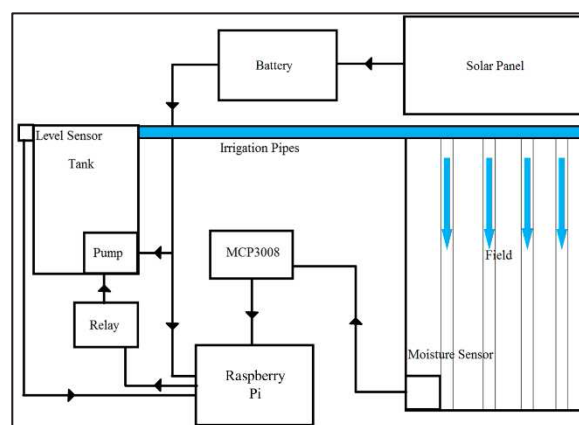 Battery
Solar Panel
Level Sensor
Tank
Irrigation Pipes
Pump
MCP3008
Field
Relay
Moisture Sensor
Raspberry
Pi